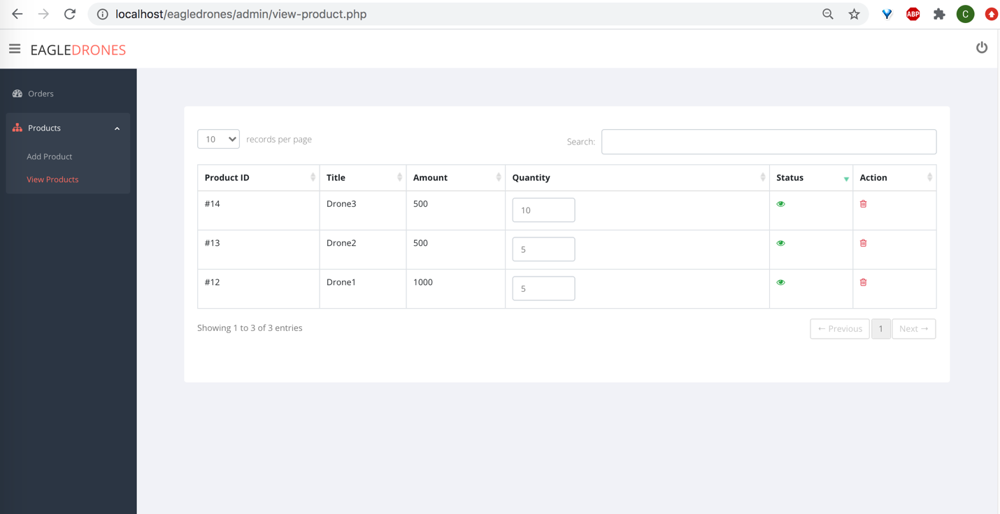 localhost/eagledrones/admin/view-product.php
ABP
C
EAGLEDRONES
Orders
Products
Add Product
View Products
10 records per page
Search:
Product ID Title Amount Quantity Status Action
#14 Drone3 500 10
#13 Drone2 500 5
#12 Drone1 1000 5
Showing 1 to 3 of 3 entries
← Previous 1 Next →